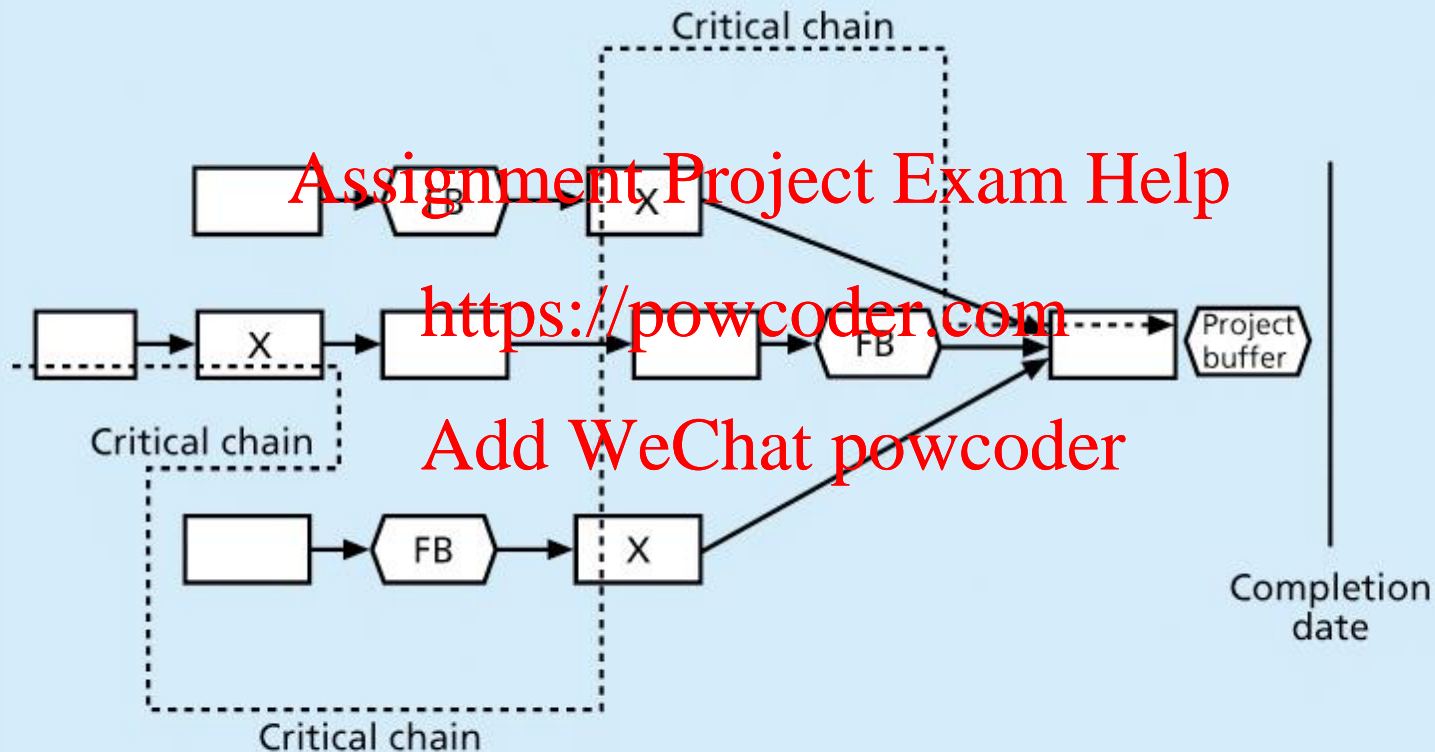 Critical chain
FB
X
Assignment Project Exam Help
X
FB
Project
buffer
https://powcoder.com
Critical chain
Add WeChat powcoder
FB
X
Completion
date
Critical chain